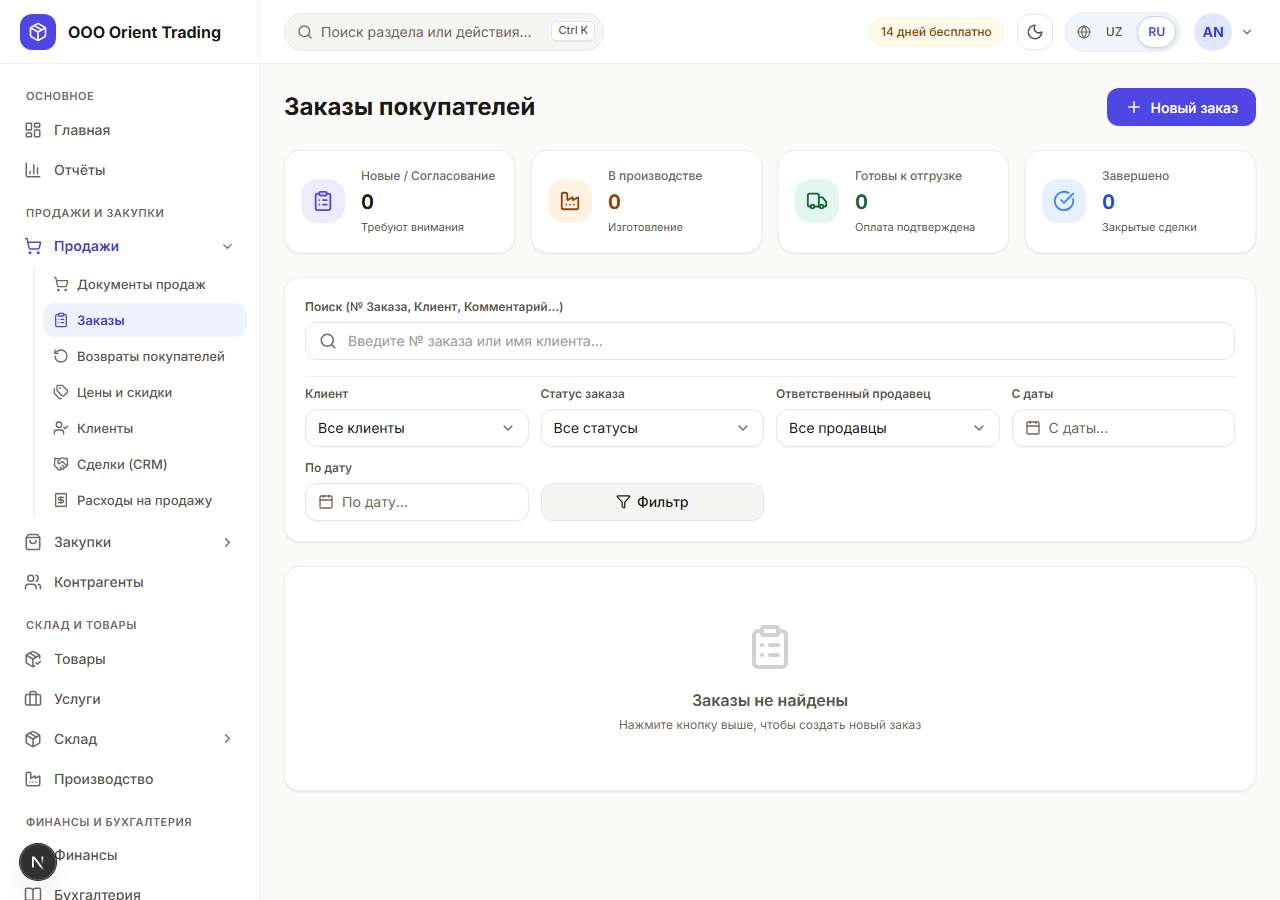 OOO Orient Trading
Поиск раздела или действия...
Ctrl K
14 дней бесплатно
UZ
RU
AN
ОСНОВНОЕ
Главная
Отчёты
ПРОДАЖИ И ЗАКУПКИ
Продажи
Документы продаж
Заказы
Возвраты покупателей
Цены и скидки
Клиенты
Сделки (CRM)
Расходы на продажу
Закупки
Контрагенты
СКЛАД И ТОВАРЫ
Товары
Услуги
Склад
Производство
ФИНАНСЫ И БУХГАЛТЕРИЯ
Финансы
Бухгалтерия
N
Заказы покупателей
Новый заказ
Новые / Согласование
0
Требуют внимания
В производстве
0
Изготовление
Готовы к отгрузке
0
Оплата подтверждена
Завершено
0
Закрытые сделки
Поиск (№ Заказа, Клиент, Комментарий...)
Введите № заказа или имя клиента...
Клиент
Статус заказа
Ответственный продавец
С даты
Все клиенты
Все статусы
Все продавцы
С даты...
По дату
По дату...
Фильтр
Заказы не найдены
Нажмите кнопку выше, чтобы создать новый заказ